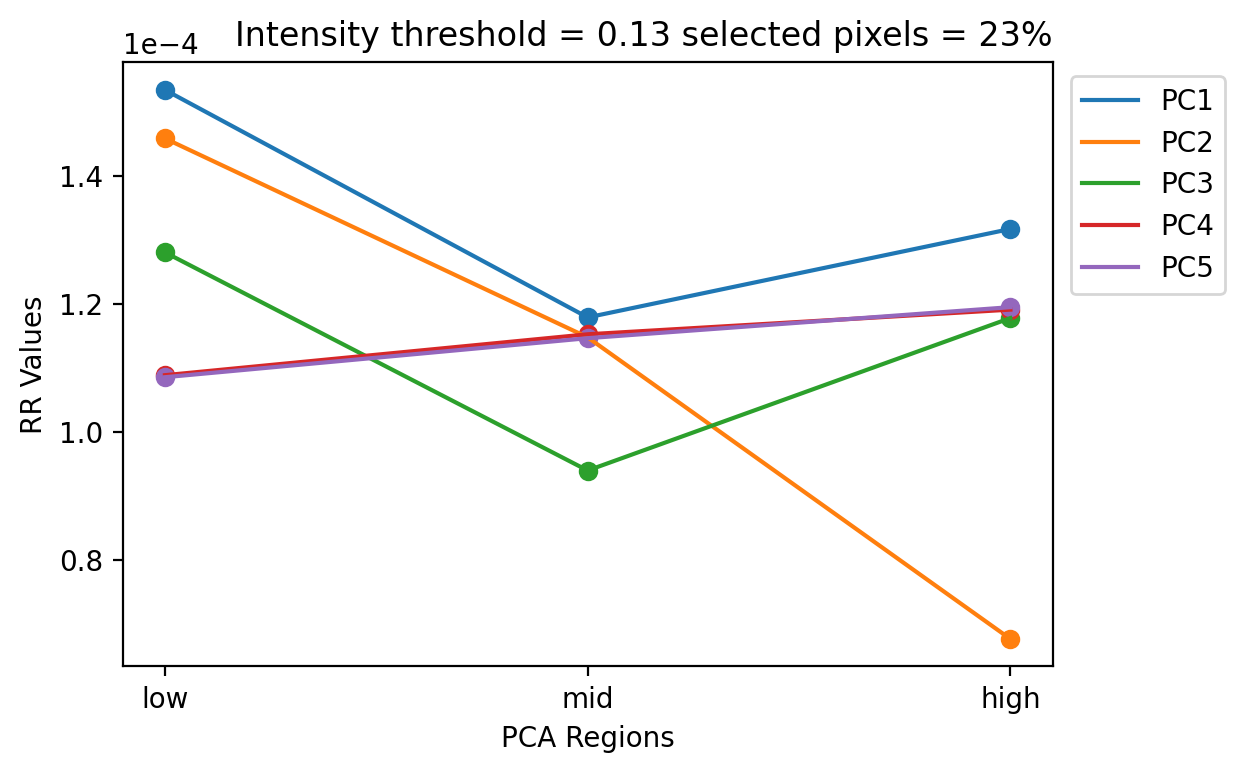 Intensity threshold = 0.13 selected pixels = 23%
1e−4
1.4
1.2
1.0
0.8
RR Values
low
mid
high
PCA Regions
PC1
PC2
PC3
PC4
PC5